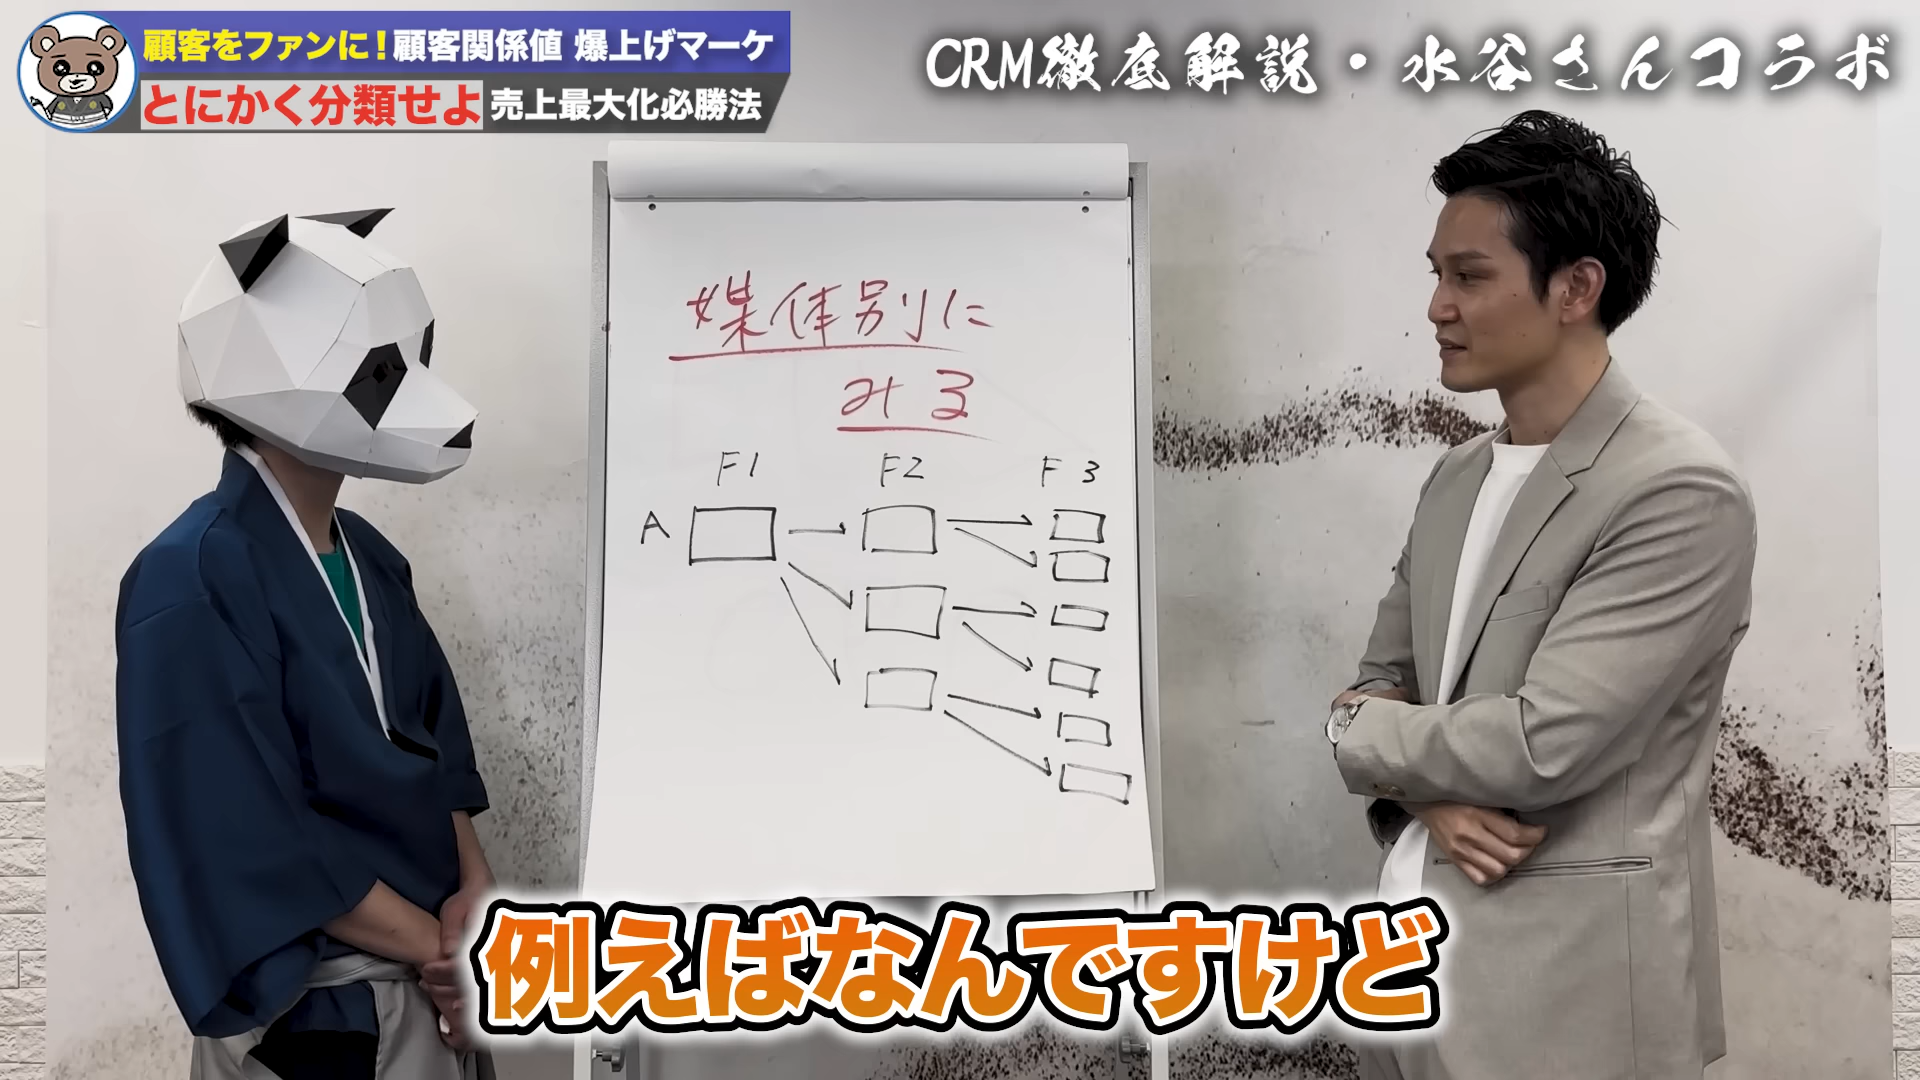 顧客をファンに！顧客関係値 爆上げマーケ
とにかく分類せよ 売上最大化必勝法
CRM徹底解説・水谷さんコラボ
媒体別に
みる
F1 F2 F3
A
例えばなんですけど